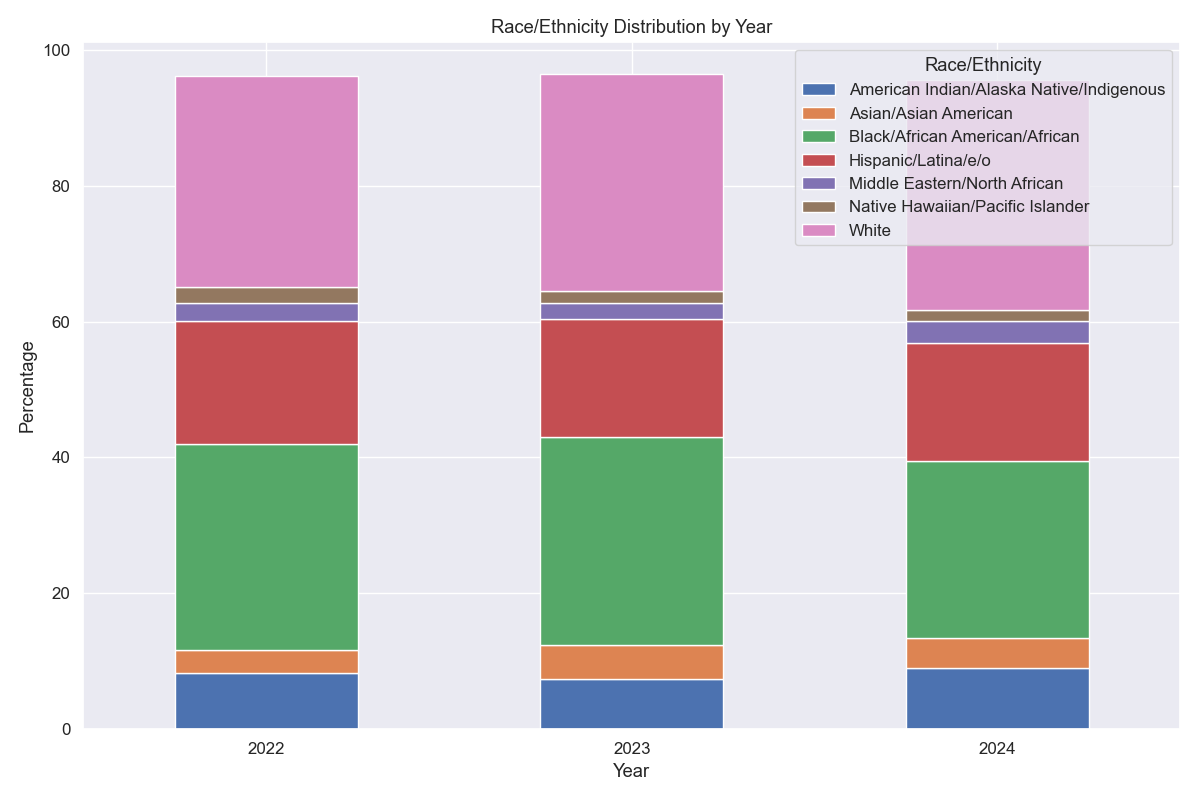 Race/Ethnicity Distribution by Year
Percentage
100
80
60
40
20
0
Race/Ethnicity
American Indian/Alaska Native/Indigenous
Asian/Asian American
Black/African American/African
Hispanic/Latina/e/o
Middle Eastern/North African
Native Hawaiian/Pacific Islander
White
2022 2023 2024
Year